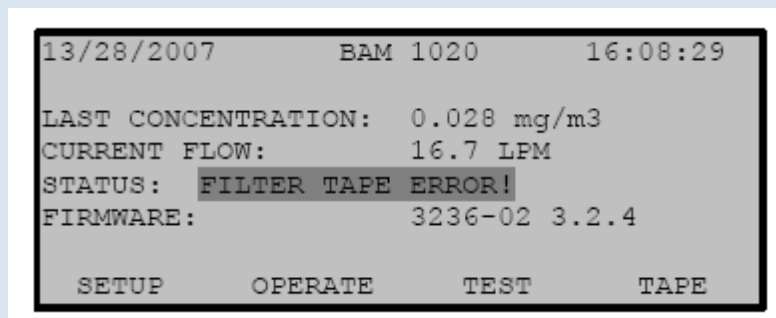 13/28/2007 BAM 1020 16:08:29
LAST CONCENTRATION: 0.028 mg/m3
CURRENT FLOW: 16.7 LPM
STATUS: FILTER TAPE ERROR!
FIRMWARE: 3236-02 3.2.4
SETUP OPERATE TEST TAPE